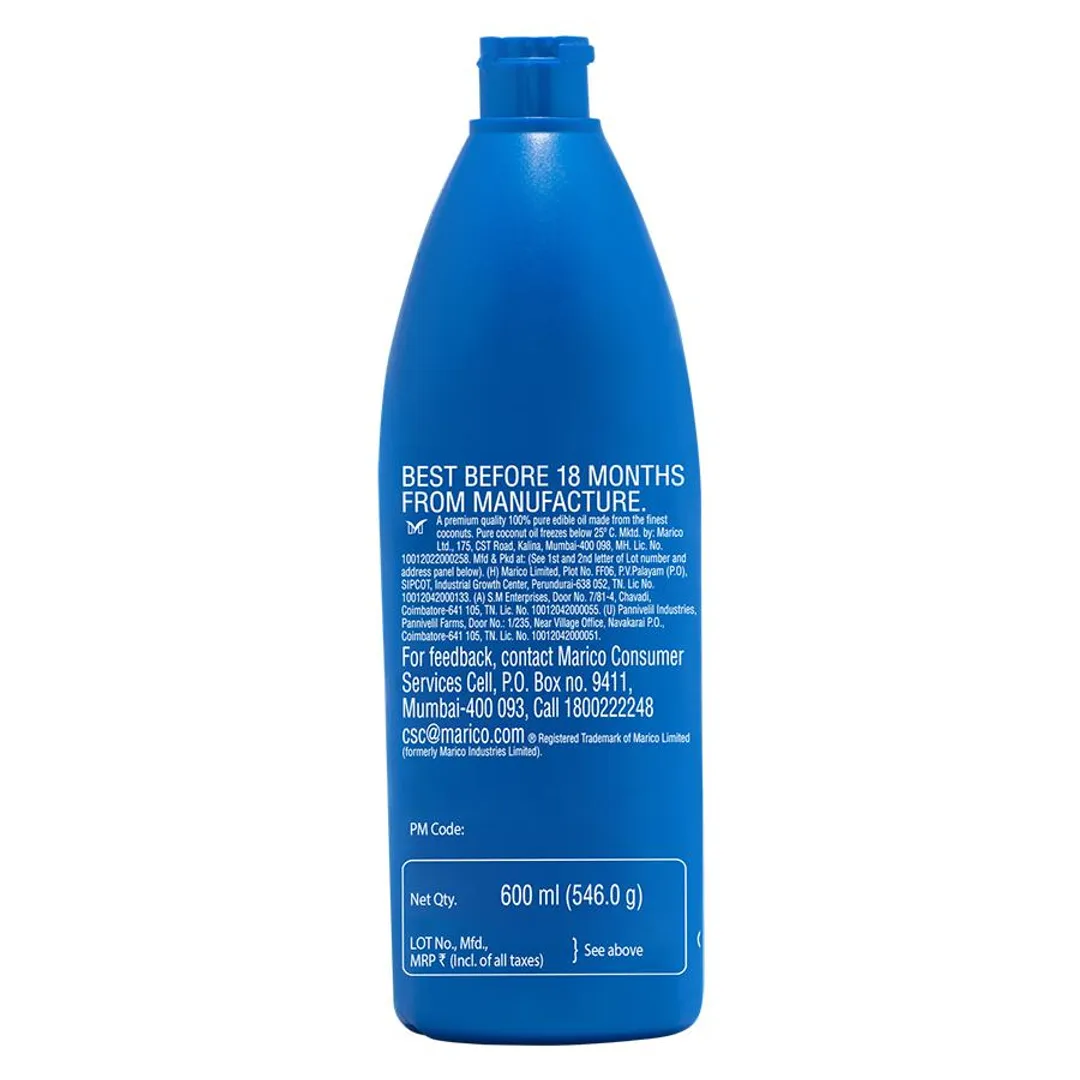 BEST BEFORE 18 MONTHS
FROM MANUFACTURE.
A premium quality 100% pure edible oil made from the finest
coconuts. Pure coconut oil freezes below 25° C. Mktd. by: Marico
Ltd., 175, CST Road, Kalina, Mumbai-400 098, MH. Lic. No.
10012022000258. Mfd & Pkd at: (See 1st and 2nd letter of Lot number and
address panel below). (H) Marico Limited, Plot No. FF06, P.V.Palayam (P.O),
SIPCOT, Industrial Growth Center, Perundurai-638 052, TN. Lic No.
10012042000133. (A) S.M Enterprises, Door No. 7/81-4, Chavadi,
Coimbatore-641 105, TN. Lic. No. 10012042000055. (U) Pannivelil Industries,
Pannivelil Farms, Door No.: 1/235, Near Village Office, Navakarai P.O.,
Coimbatore-641 105, TN. Lic. No. 10012042000051.
For feedback, contact Marico Consumer
Services Cell, P.O. Box no. 9411,
Mumbai-400 093, Call 1800222248
csc@marico.com ® Registered Trademark of Marico Limited
(formerly Marico Industries Limited).
PM Code:
Net Qty. 600 ml (546.0 g)
LOT No., Mfd.,
MRP ₹ (Incl. of all taxes) } See above